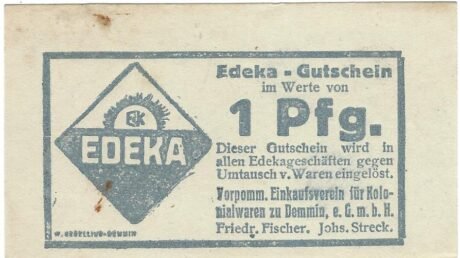 EK
EDEKA
Edeka - Gutschein
im Werte von
1 Pfg.
Dieser Gutschein wird in
allen Edekageschäften gegen
Umtausch v. Waren eingelöst.
Vorpomm. Einkaufsverein für Kolo-
nialwaren zu Demmin, e. G. m. b. H.
Friedr. Fischer. Johs. Streck.